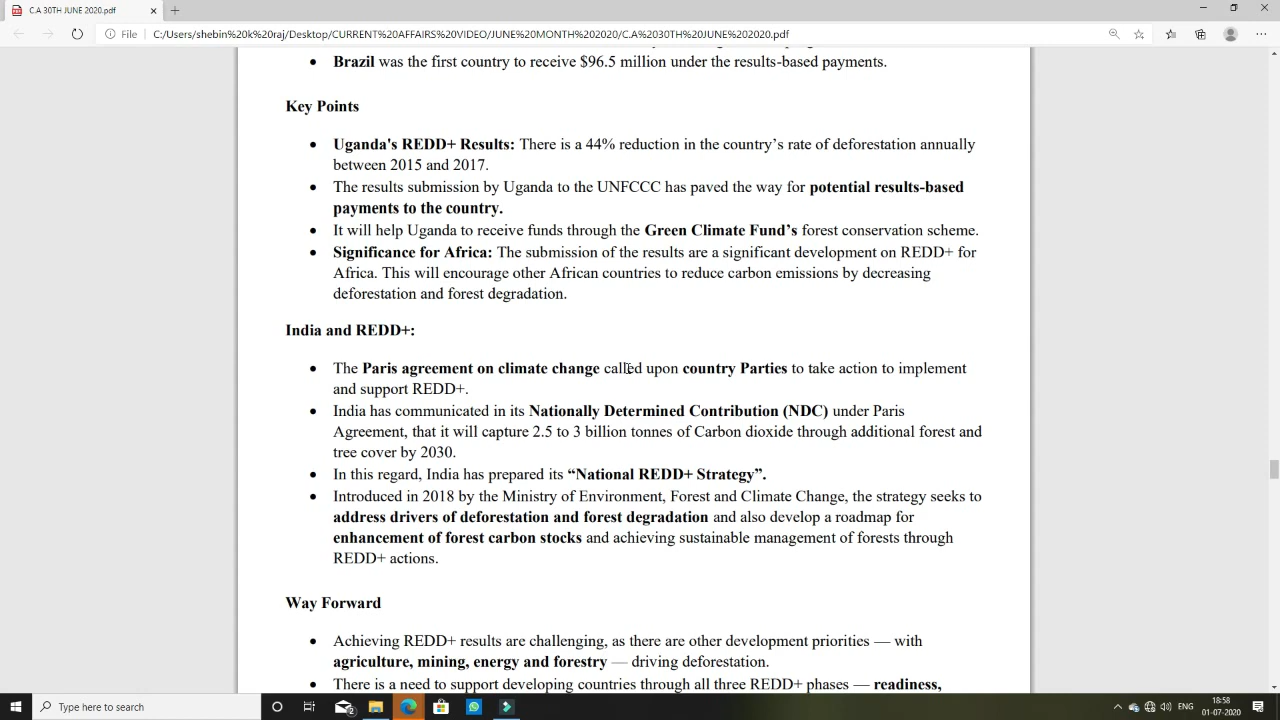 C.A 30TH JUNE 2020.pdf
File
C:/Users/shebin%20k%20raj/Desktop/CURRENT%20AFFAIRS%20VIDEO/JUNE%20MONTH%202020/C.A%2030TH%20JUNE%202020.pdf
• Brazil was the first country to receive $96.5 million under the results-based payments.
Key Points
• Uganda's REDD+ Results: There is a 44% reduction in the country’s rate of deforestation annually
between 2015 and 2017.
• The results submission by Uganda to the UNFCCC has paved the way for potential results-based
payments to the country.
• It will help Uganda to receive funds through the Green Climate Fund’s forest conservation scheme.
• Significance for Africa: The submission of the results are a significant development on REDD+ for
Africa. This will encourage other African countries to reduce carbon emissions by decreasing
deforestation and forest degradation.
India and REDD+:
• The Paris agreement on climate change called upon country Parties to take action to implement
and support REDD+.
• India has communicated in its Nationally Determined Contribution (NDC) under Paris
Agreement, that it will capture 2.5 to 3 billion tonnes of Carbon dioxide through additional forest and
tree cover by 2030.
• In this regard, India has prepared its “National REDD+ Strategy”.
• Introduced in 2018 by the Ministry of Environment, Forest and Climate Change, the strategy seeks to
address drivers of deforestation and forest degradation and also develop a roadmap for
enhancement of forest carbon stocks and achieving sustainable management of forests through
REDD+ actions.
Way Forward
• Achieving REDD+ results are challenging, as there are other development priorities — with
agriculture, mining, energy and forestry — driving deforestation.
• There is a need to support developing countries through all three REDD+ phases — readiness,
Type here to search
2
ENG
18:58
01-07-2020